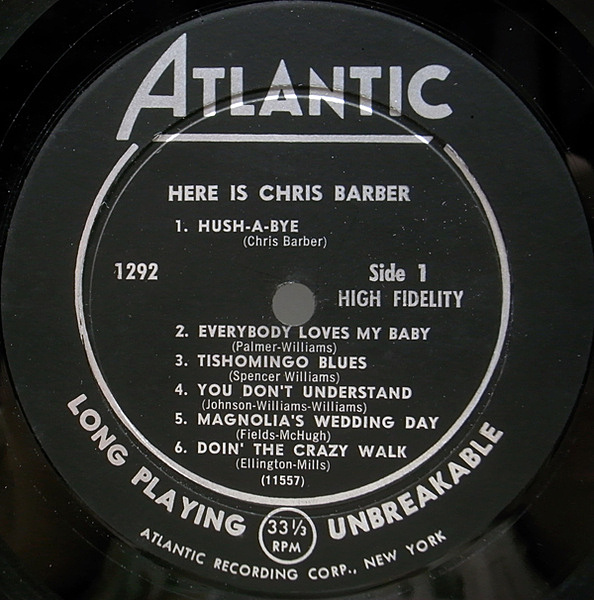 ATLANTIC
HERE IS CHRIS BARBER
1. HUSH-A-BYE
(Chris Barber)
1292
Side 1
HIGH FIDELITY
2. EVERYBODY LOVES MY BABY
(Palmer-Williams)
3. TISHOMINGO BLUES
(Spencer Williams)
4. YOU DON'T UNDERSTAND
(Johnson-Williams-Williams)
5. MAGNOLIA'S WEDDING DAY
(Fields-McHugh)
6. DOIN' THE CRAZY WALK
(Ellington-Mills)
(11557)
LONG PLAYING
33 1/3
RPM
UNBREAKABLE
ATLANTIC RECORDING CORP., NEW YORK